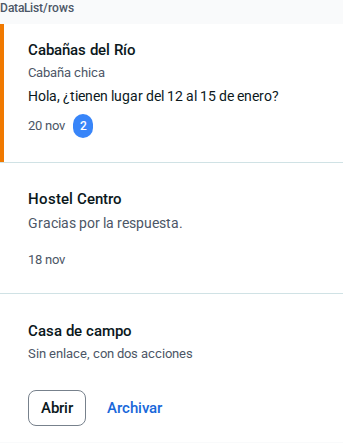 DataList/rows
Cabañas del Río
Cabaña chica
Hola, ¿tienen lugar del 12 al 15 de enero?
20 nov 2
Hostel Centro
Gracias por la respuesta.
18 nov
Casa de campo
Sin enlace, con dos acciones
Abrir Archivar